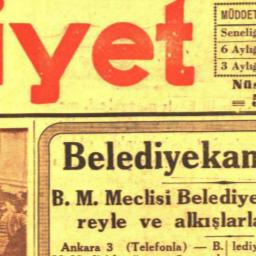 iyet
MÜDDET
Seneliğ
6 Aylığ
3 Aylığ
Nüs
Belediyekan
B. M. Meclisi Belediye
reyle ve alkışlarla
Ankara 3 (Telefonla) — B.
lediy